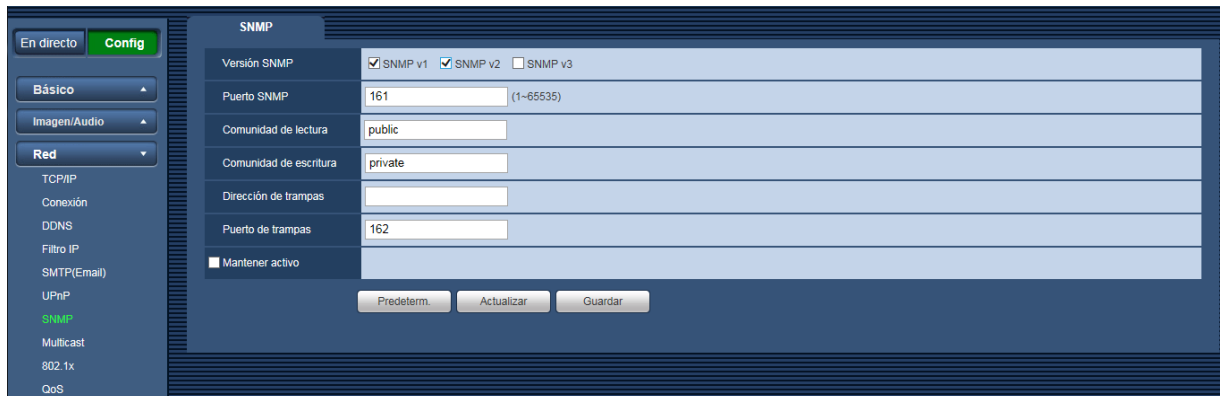 En directo Config
Básico
Imagen/Audio
Red
TCP/IP
Conexión
DDNS
Filtro IP
SMTP(Email)
UPnP
SNMP
Multicast
802.1x
QoS
SNMP
Versión SNMP SNMP v1 SNMP v2 SNMP v3
Puerto SNMP 161 (1~65535)
Comunidad de lectura public
Comunidad de escritura private
Dirección de trampas
Puerto de trampas 162
Mantener activo
Predeterm. Actualizar Guardar